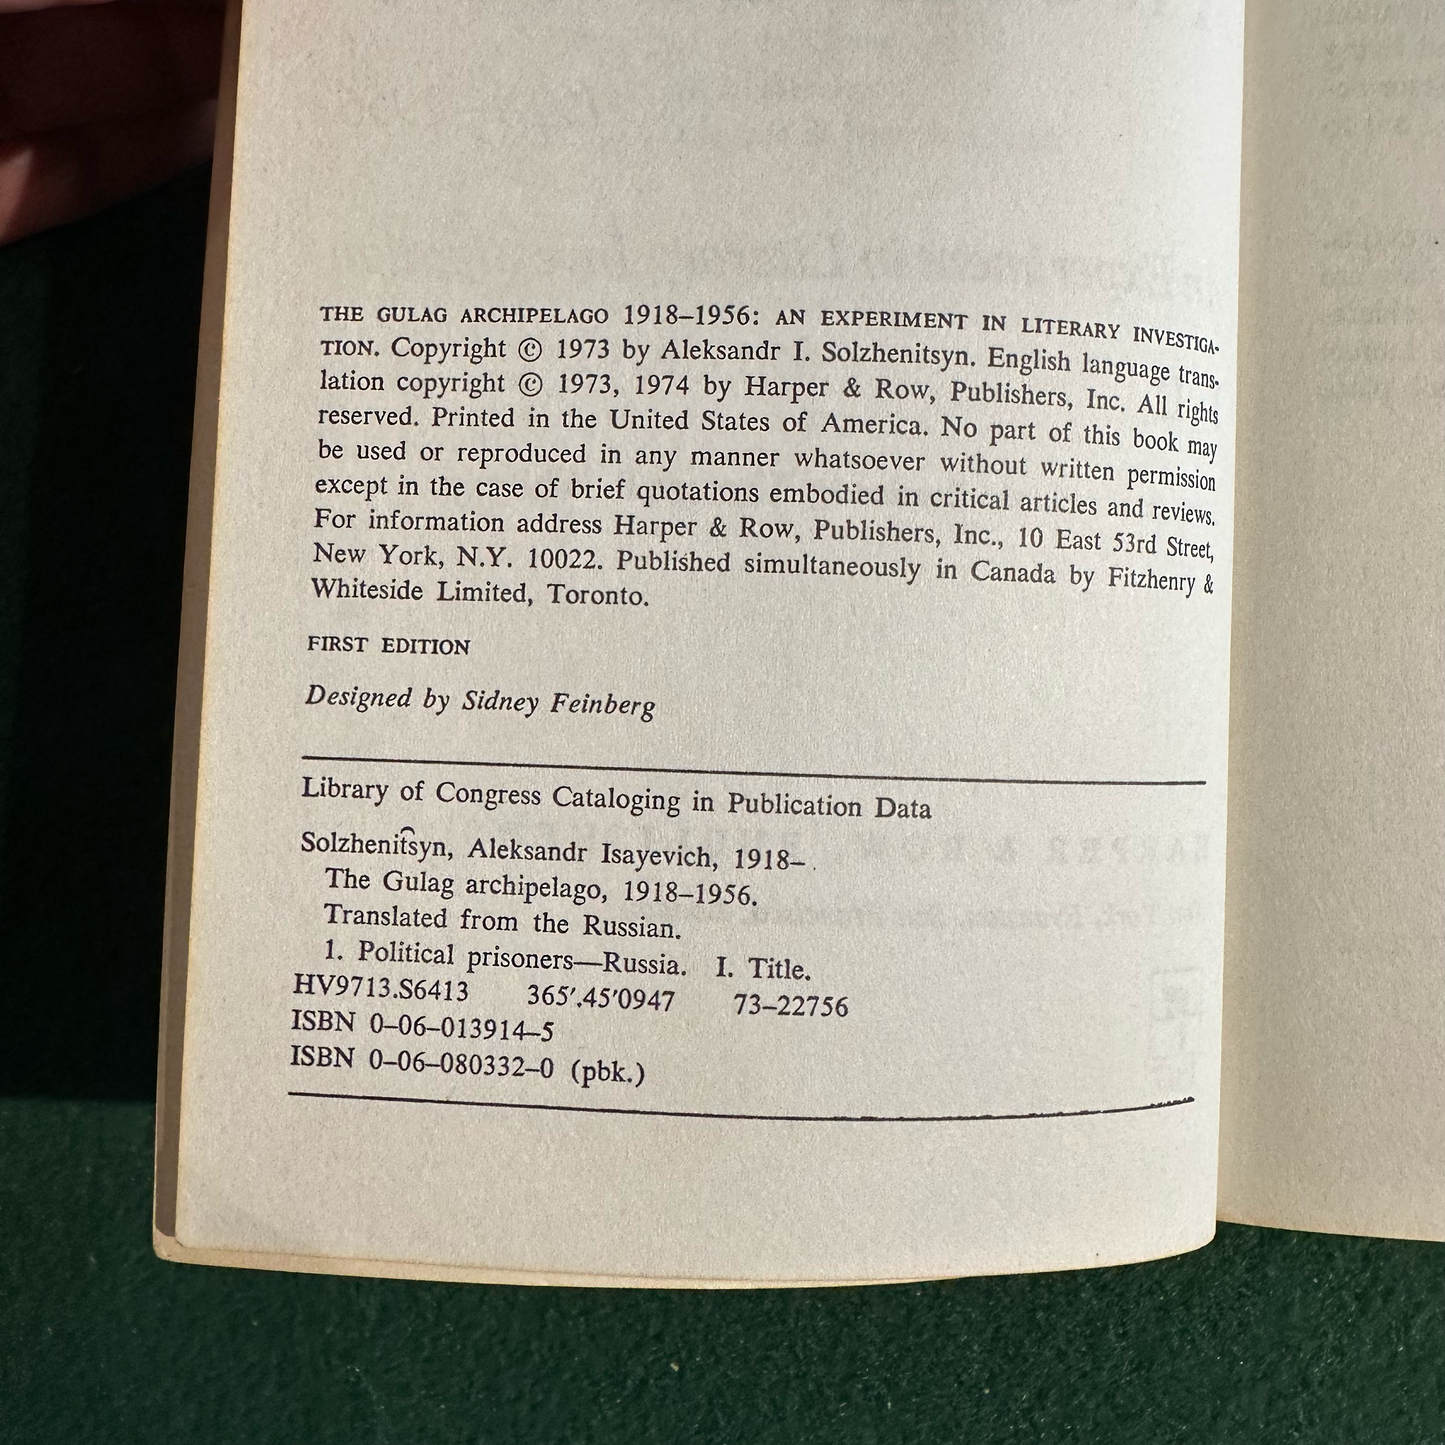 THE GULAG ARCHIPELAGO 1918–1956: AN EXPERIMENT IN LITERARY INVESTIGA-
TION. Copyright © 1973 by Aleksandr I. Solzhenitsyn. English language trans-
lation copyright © 1973, 1974 by Harper & Row, Publishers, Inc. All rights
reserved. Printed in the United States of America. No part of this book may
be used or reproduced in any manner whatsoever without written permission
except in the case of brief quotations embodied in critical articles and reviews.
For information address Harper & Row, Publishers, Inc., 10 East 53rd Street,
New York, N.Y. 10022. Published simultaneously in Canada by Fitzhenry &
Whiteside Limited, Toronto.
FIRST EDITION
Designed by Sidney Feinberg
Library of Congress Cataloging in Publication Data
Solzhenit͡syn, Aleksandr Isayevich, 1918–
The Gulag archipelago, 1918–1956.
Translated from the Russian.
1. Political prisoners—Russia. I. Title.
HV9713.S6413 365′.45′0947 73–22756
ISBN 0–06–013914–5
ISBN 0–06–080332–0 (pbk.)